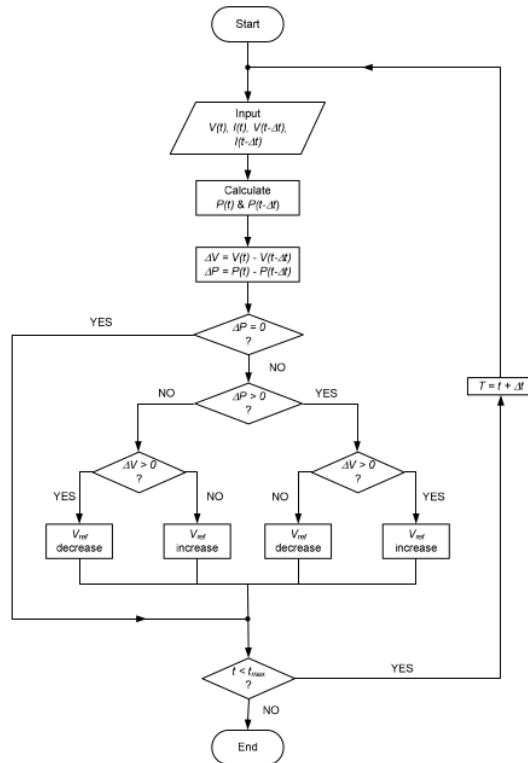 Start
Input
V(t), I(t), V(t-Δt),
I(t-Δt)
Calculate
P(t) & P(t-Δt)
ΔV = V(t) - V(t-Δt)
ΔP = P(t) - P(t-Δt)
YES
ΔP = 0
?
NO
T = t + Δt
NO
ΔP > 0
?
YES
ΔV > 0
?
ΔV > 0
?
YES
NO
NO
YES
Vref
decrease
Vref
increase
Vref
decrease
Vref
increase
t < tmax
?
YES
NO
End